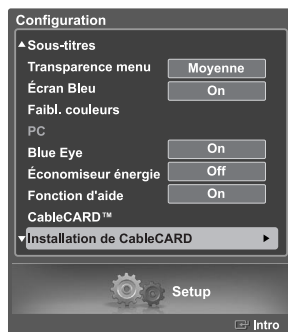 Configuration
▲Sous-titres
Transparence menu Moyenne
Écran Bleu On
Faibl. couleurs
PC
Blue Eye On
Économiseur énergie Off
Fonction d'aide On
CableCARD™
▼Installation de CableCARD ►
Setup
Intro